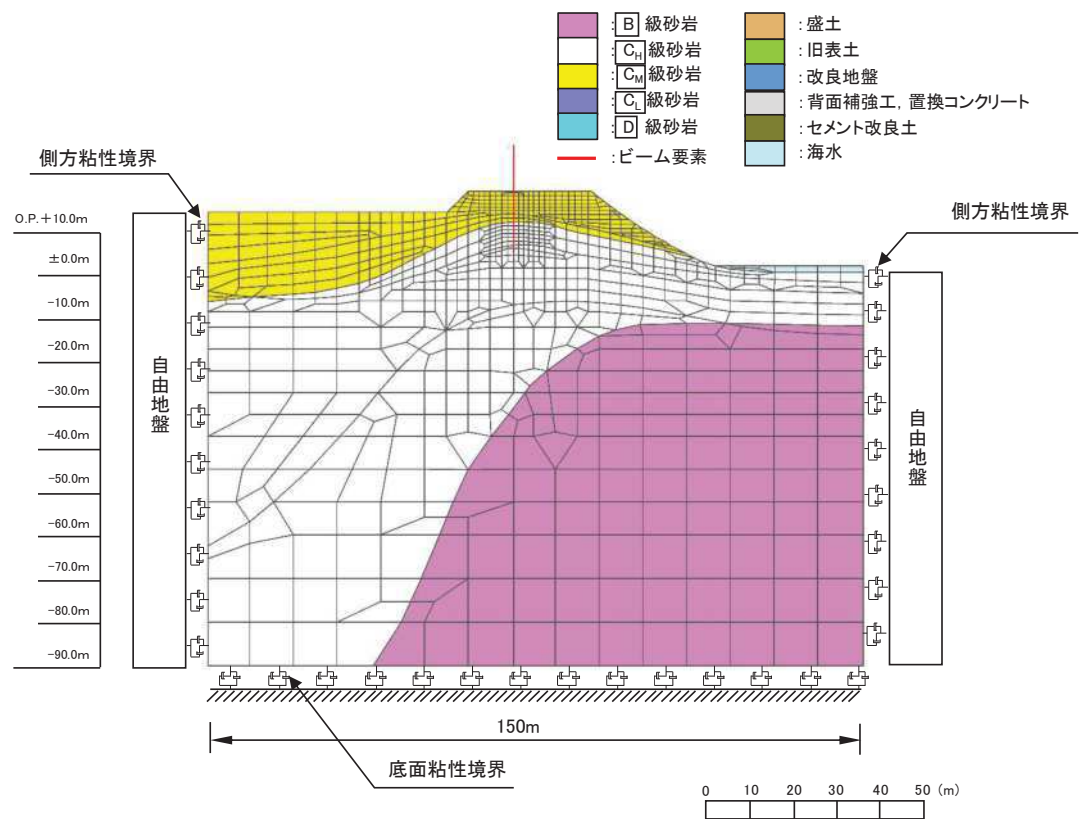 :B級砂岩
:CH級砂岩
:CM級砂岩
:CL級砂岩
:D級砂岩
:ビーム要素
:盛土
:旧表土
:改良地盤
:背面補強工, 置換コンクリート
:セメント改良土
:海水
側方粘性境界
側方粘性境界
O.P.+10.0m
±0.0m
-10.0m
-20.0m
-30.0m
-40.0m
-50.0m
-60.0m
-70.0m
-80.0m
-90.0m
自由地盤
自由地盤
150m
底面粘性境界
0 10 20 30 40 50 (m)